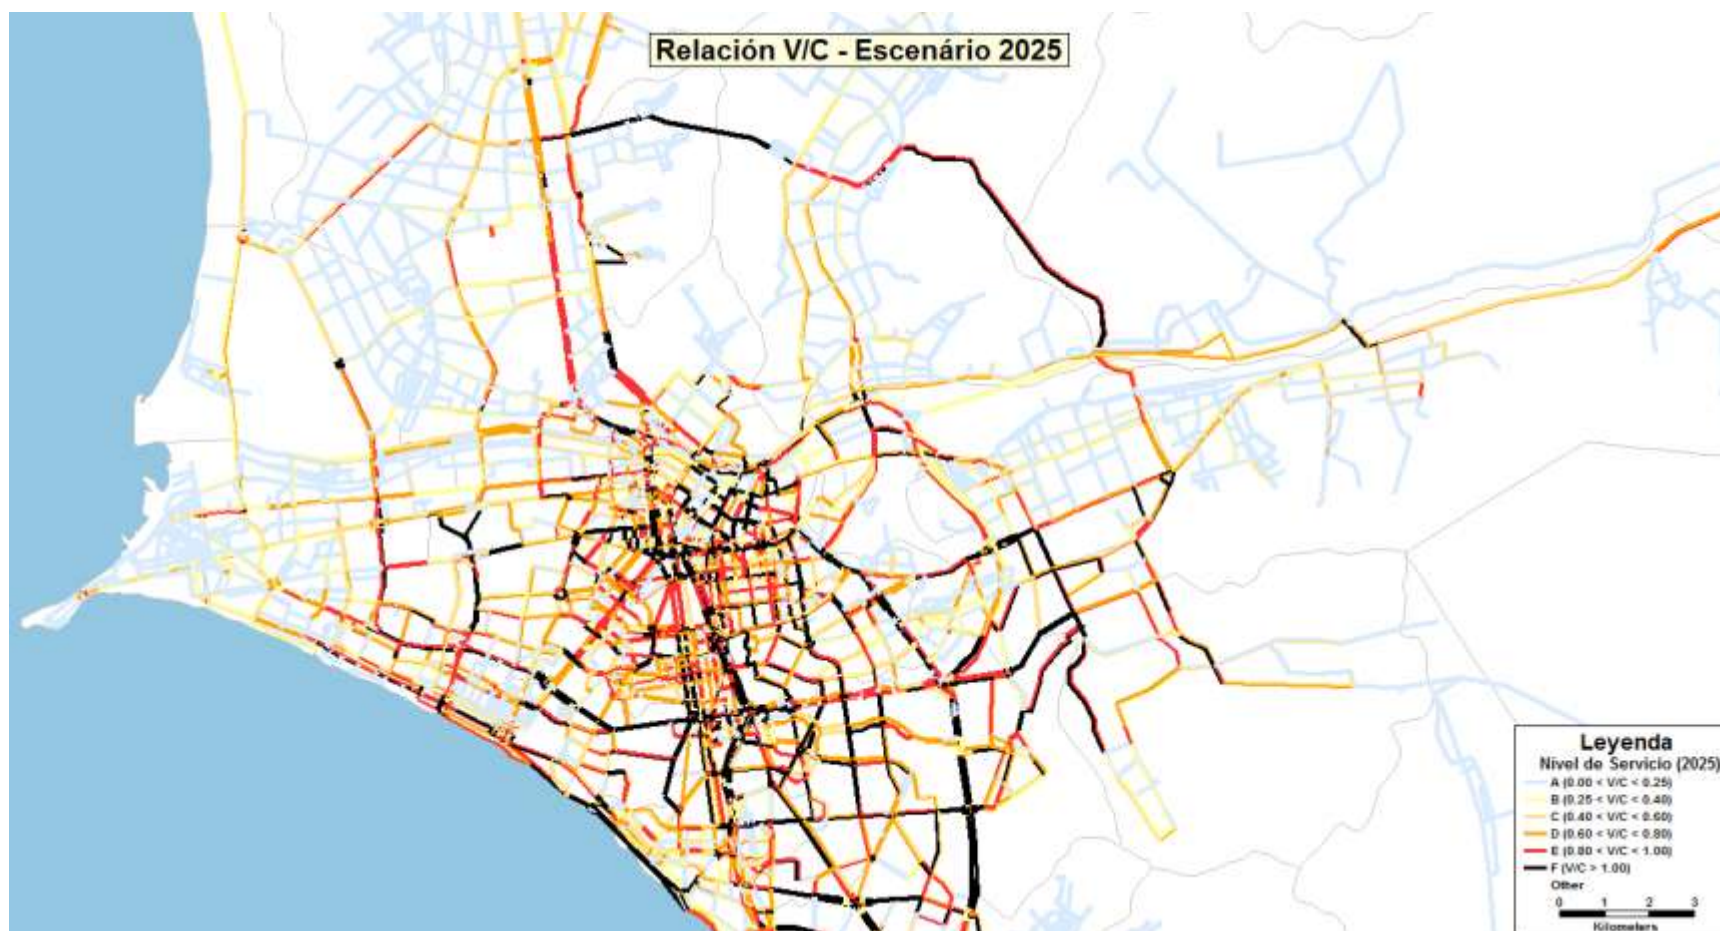 Relación V/C - Escenário 2025
Leyenda
Nivel de Servicio (2025)
A (0.00 < V/C < 0.25)
B (0.25 < V/C < 0.40)
C (0.40 < V/C < 0.60)
D (0.60 < V/C < 0.80)
E (0.80 < V/C < 1.00)
F (V/C > 1.00)
Other
0 1 2 3
Kilometers